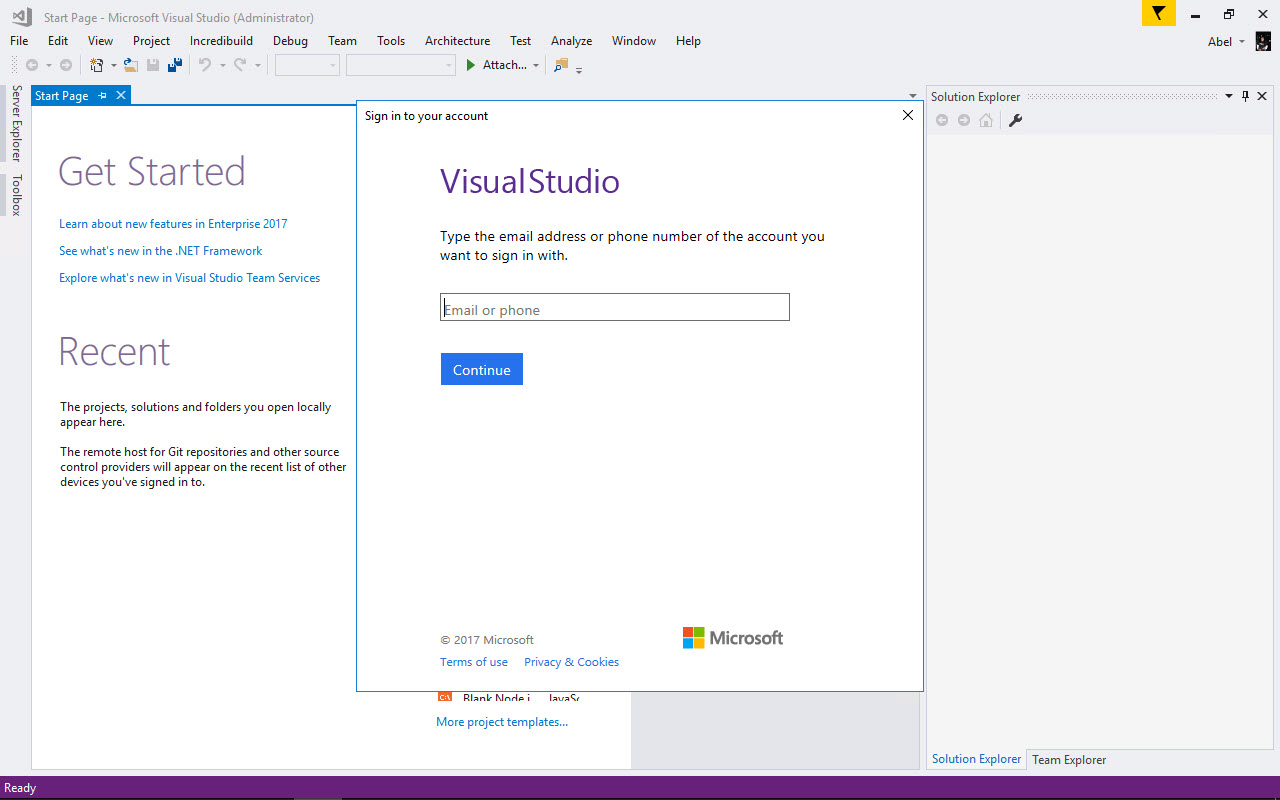 Start Page - Microsoft Visual Studio (Administrator)
File Edit View Project Incredibuild Debug Team Tools Architecture Test Analyze Window Help
Abel
Attach...
Server Explorer
Toolbox
Start Page
Get Started
Learn about new features in Enterprise 2017
See what's new in the .NET Framework
Explore what's new in Visual Studio Team Services
Recent
The projects, solutions and folders you open locally
appear here.
The remote host for Git repositories and other source
control providers will appear on the recent list of other
devices you've signed in to.
Sign in to your account
Visual Studio
Type the email address or phone number of the account you
want to sign in with.
Email or phone
Continue
© 2017 Microsoft
Microsoft
Terms of use Privacy & Cookies
Blank Node.j...
More project templates...
Solution Explorer
Solution Explorer Team Explorer
Ready